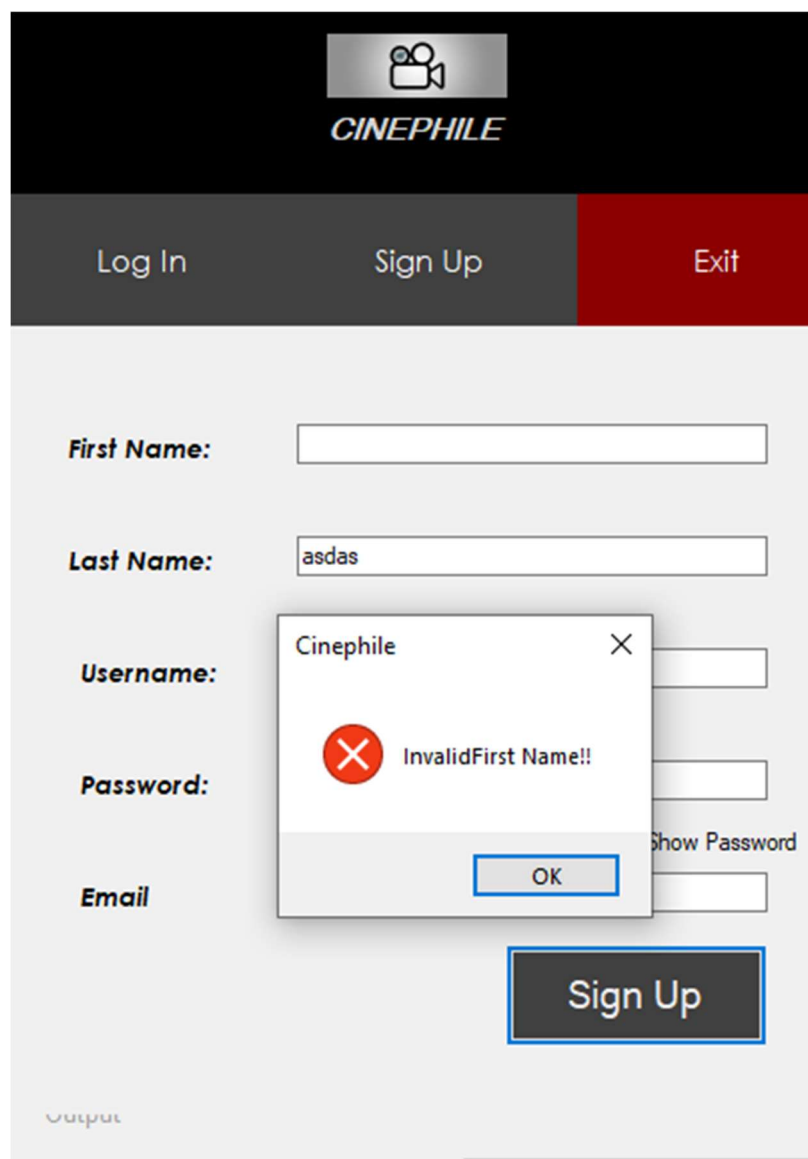 CINEPHILE
Log In Sign Up Exit
First Name:
Last Name: asdas
Cinephile
Username:
InvalidFirst Name!!
Password:
Show Password
OK
Email
Sign Up
Output